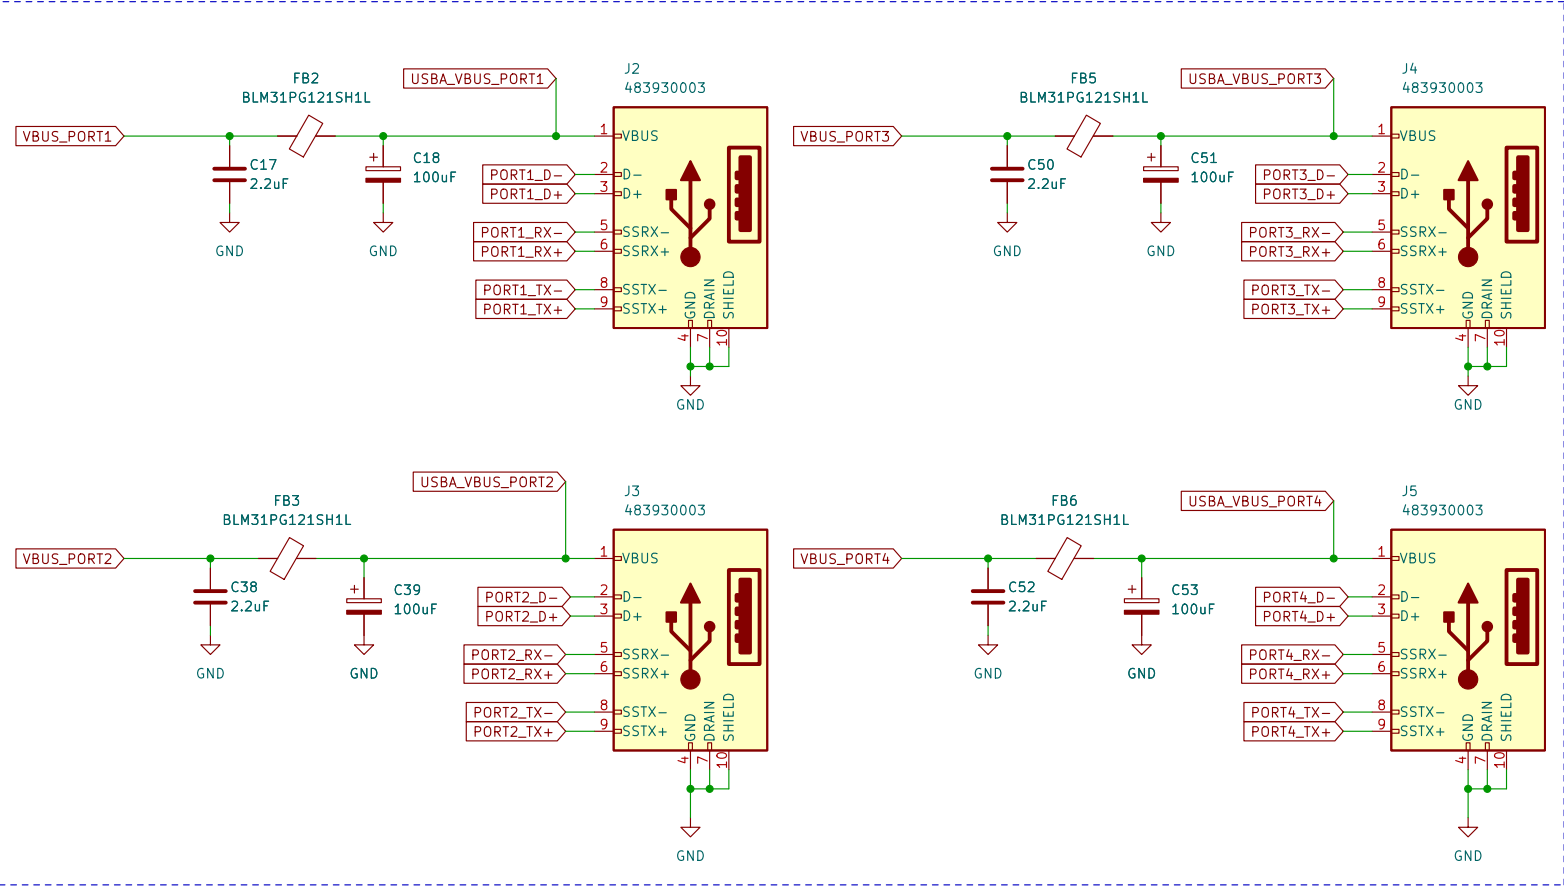 FB2
BLM31PG121SH1L
USBA_VBUS_PORT1
J2
483930003
VBUS_PORT1
C17
2.2uF
GND
+
C18
100uF
GND
PORT1_D-
PORT1_D+
PORT1_RX-
PORT1_RX+
PORT1_TX-
PORT1_TX+
1 VBUS
2 D-
3 D+
5 SSRX-
6 SSRX+
8 SSTX-
9 SSTX+
GND
DRAIN
SHIELD
4
7
10
GND
FB5
BLM31PG121SH1L
USBA_VBUS_PORT3
J4
483930003
VBUS_PORT3
C50
2.2uF
GND
+
C51
100uF
GND
PORT3_D-
PORT3_D+
PORT3_RX-
PORT3_RX+
PORT3_TX-
PORT3_TX+
1 VBUS
2 D-
3 D+
5 SSRX-
6 SSRX+
8 SSTX-
9 SSTX+
GND
DRAIN
SHIELD
4
7
10
GND
FB3
BLM31PG121SH1L
USBA_VBUS_PORT2
J3
483930003
VBUS_PORT2
C38
2.2uF
GND
+
C39
100uF
GND
PORT2_D-
PORT2_D+
PORT2_RX-
PORT2_RX+
PORT2_TX-
PORT2_TX+
1 VBUS
2 D-
3 D+
5 SSRX-
6 SSRX+
8 SSTX-
9 SSTX+
GND
DRAIN
SHIELD
4
7
10
GND
FB6
BLM31PG121SH1L
USBA_VBUS_PORT4
J5
483930003
VBUS_PORT4
C52
2.2uF
GND
+
C53
100uF
GND
PORT4_D-
PORT4_D+
PORT4_RX-
PORT4_RX+
PORT4_TX-
PORT4_TX+
1 VBUS
2 D-
3 D+
5 SSRX-
6 SSRX+
8 SSTX-
9 SSTX+
GND
DRAIN
SHIELD
4
7
10
GND